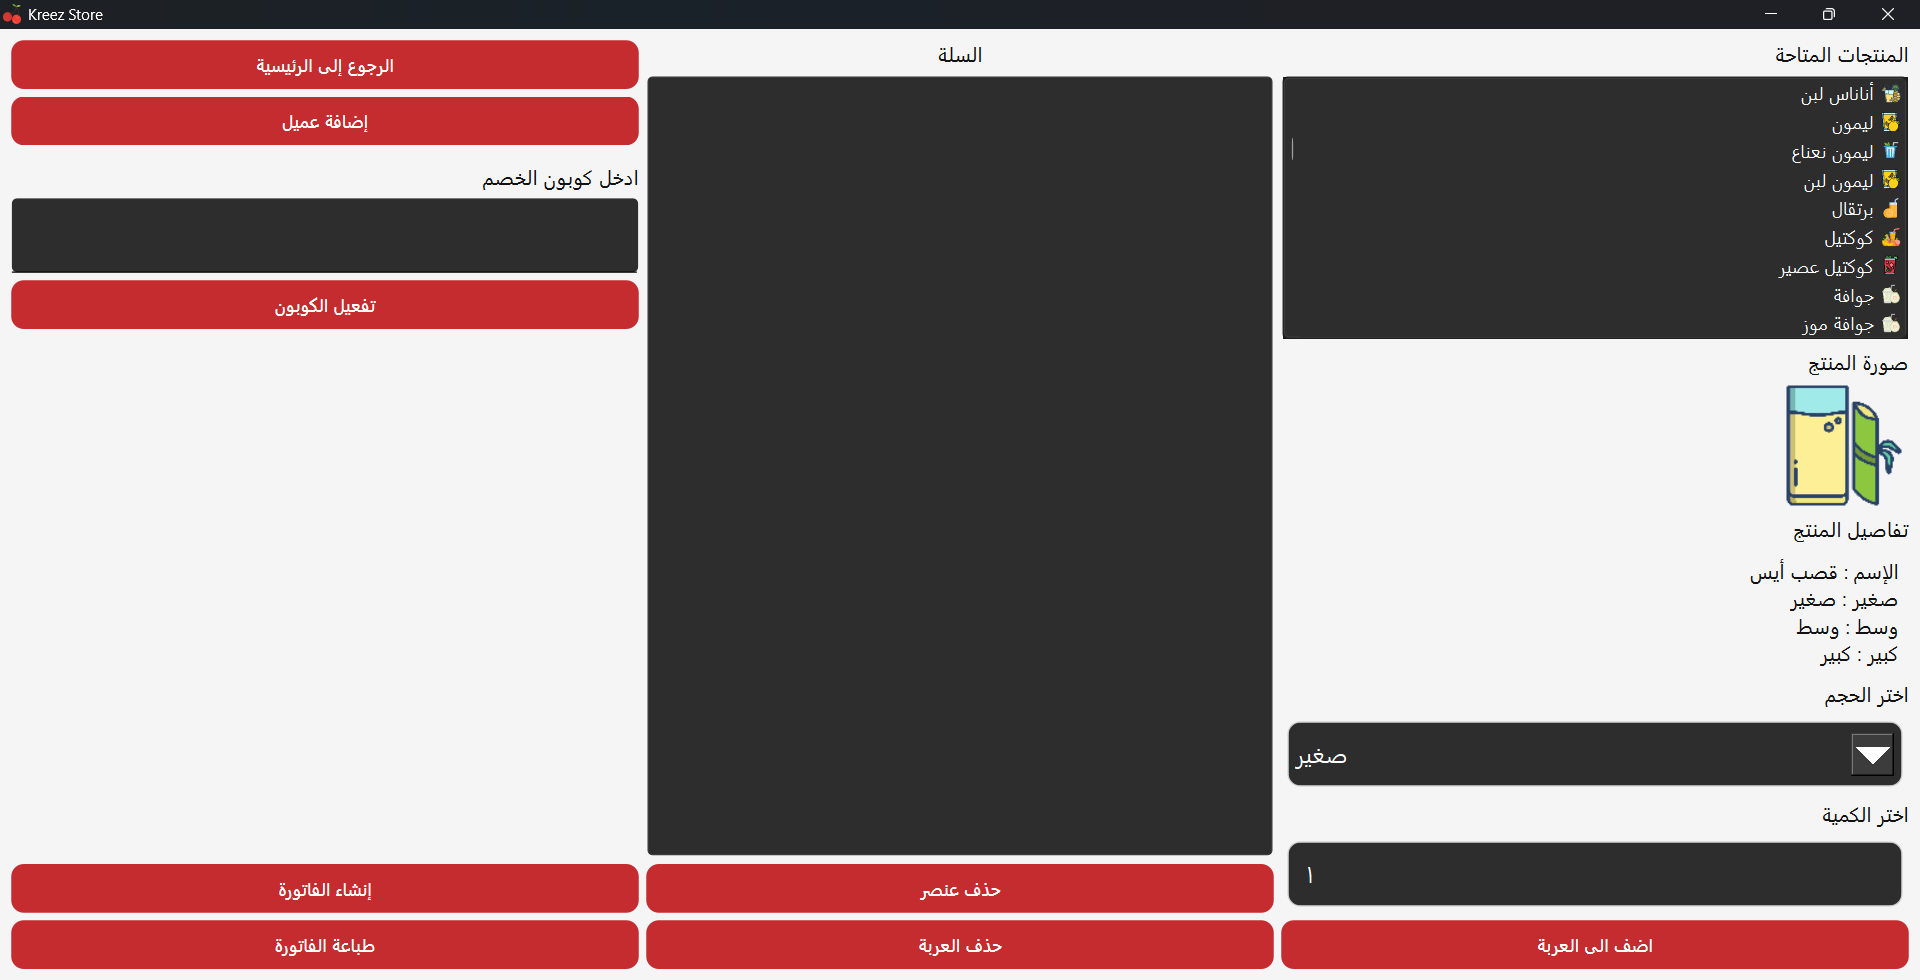 Kreez Store
المنتجات المتاحة
أناناس لبن
ليمون
ليمون نعناع
ليمون لبن
برتقال
كوكتيل
كوكتيل عصير
جوافة
جوافة موز
صورة المنتج
تفاصيل المنتج
الإسم : قصب أيس
صغير : صغير
وسط : وسط
كبير : كبير
اختر الحجم
صغير
اختر الكمية
١
اضف الى العربة
السلة
حذف عنصر
حذف العربة
الرجوع إلى الرئيسية
إضافة عميل
ادخل كوبون الخصم
تفعيل الكوبون
إنشاء الفاتورة
طباعة الفاتورة